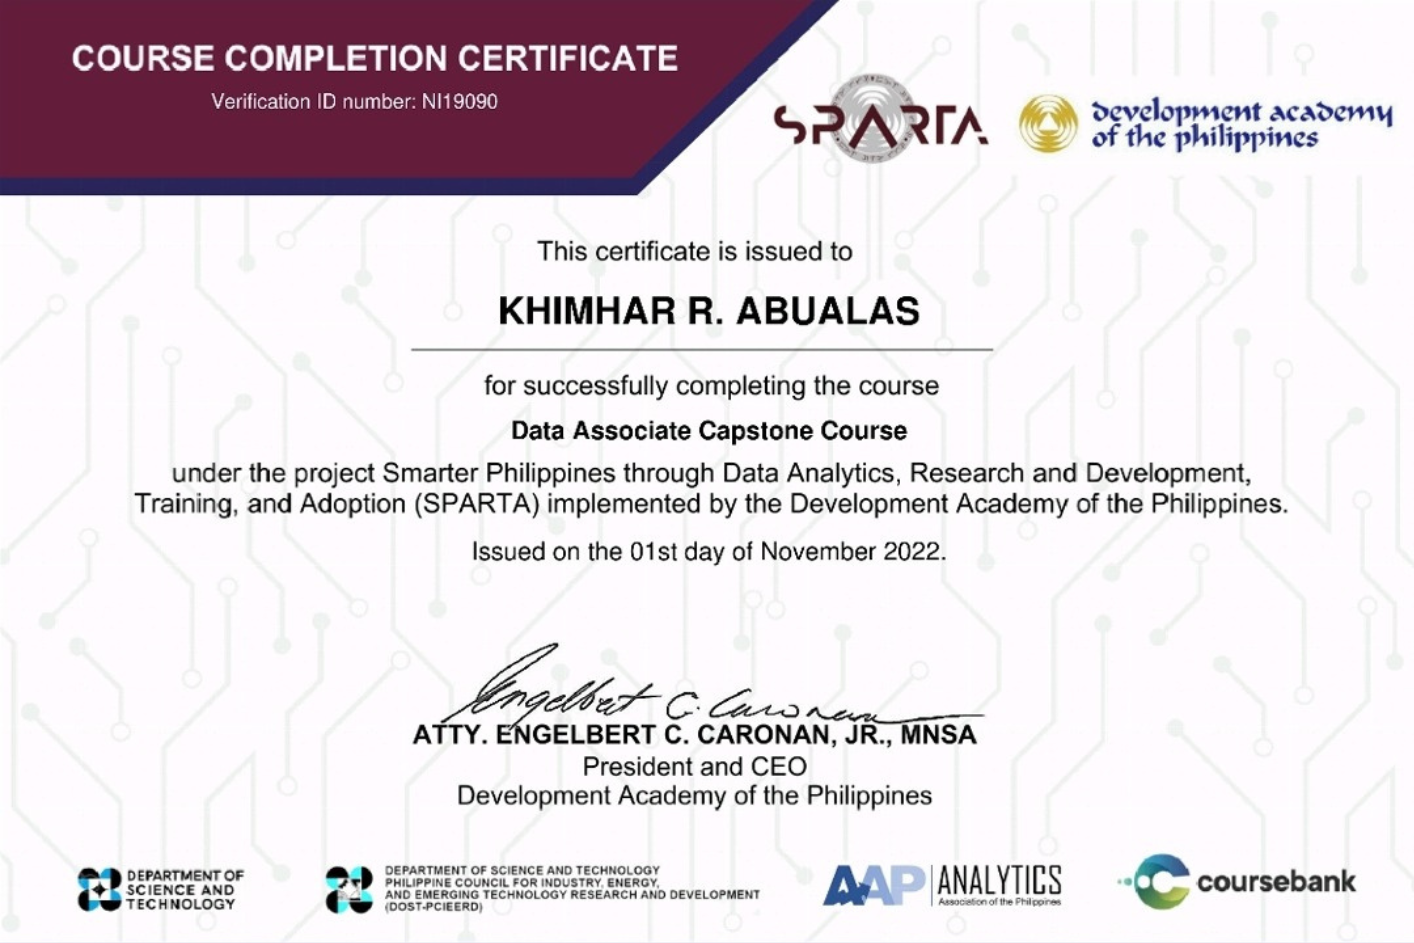 COURSE COMPLETION CERTIFICATE
Verification ID number: NI19090
SPARTA
development academy
of the philippines
This certificate is issued to
KHIMHAR R. ABUALAS
for successfully completing the course
Data Associate Capstone Course
under the project Smarter Philippines through Data Analytics, Research and Development,
Training, and Adoption (SPARTA) implemented by the Development Academy of the Philippines.
Issued on the 01st day of November 2022.
Engelbert C. Caronan
ATTY. ENGELBERT C. CARONAN, JR., MNSA
President and CEO
Development Academy of the Philippines
DEPARTMENT OF
SCIENCE AND
TECHNOLOGY
DEPARTMENT OF SCIENCE AND TECHNOLOGY
PHILIPPINE COUNCIL FOR INDUSTRY, ENERGY,
AND EMERGING TECHNOLOGY RESEARCH AND DEVELOPMENT
(DOST-PCIEERD)
AAP
ANALYTICS
Association of the Philippines
coursebank